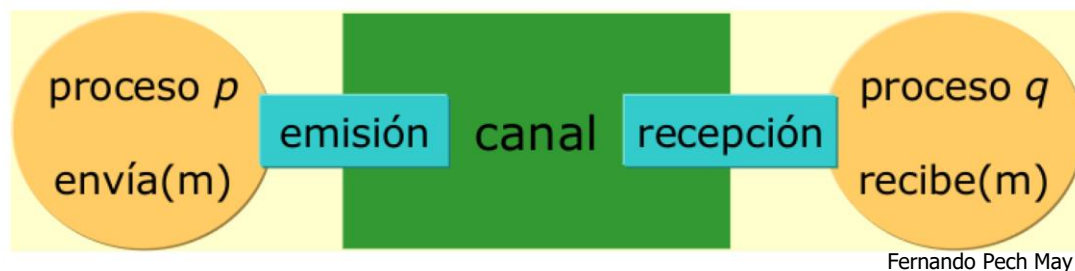 proceso p
envía(m)
emisión
canal
recepción
proceso q
recibe(m)
Fernando Pech May